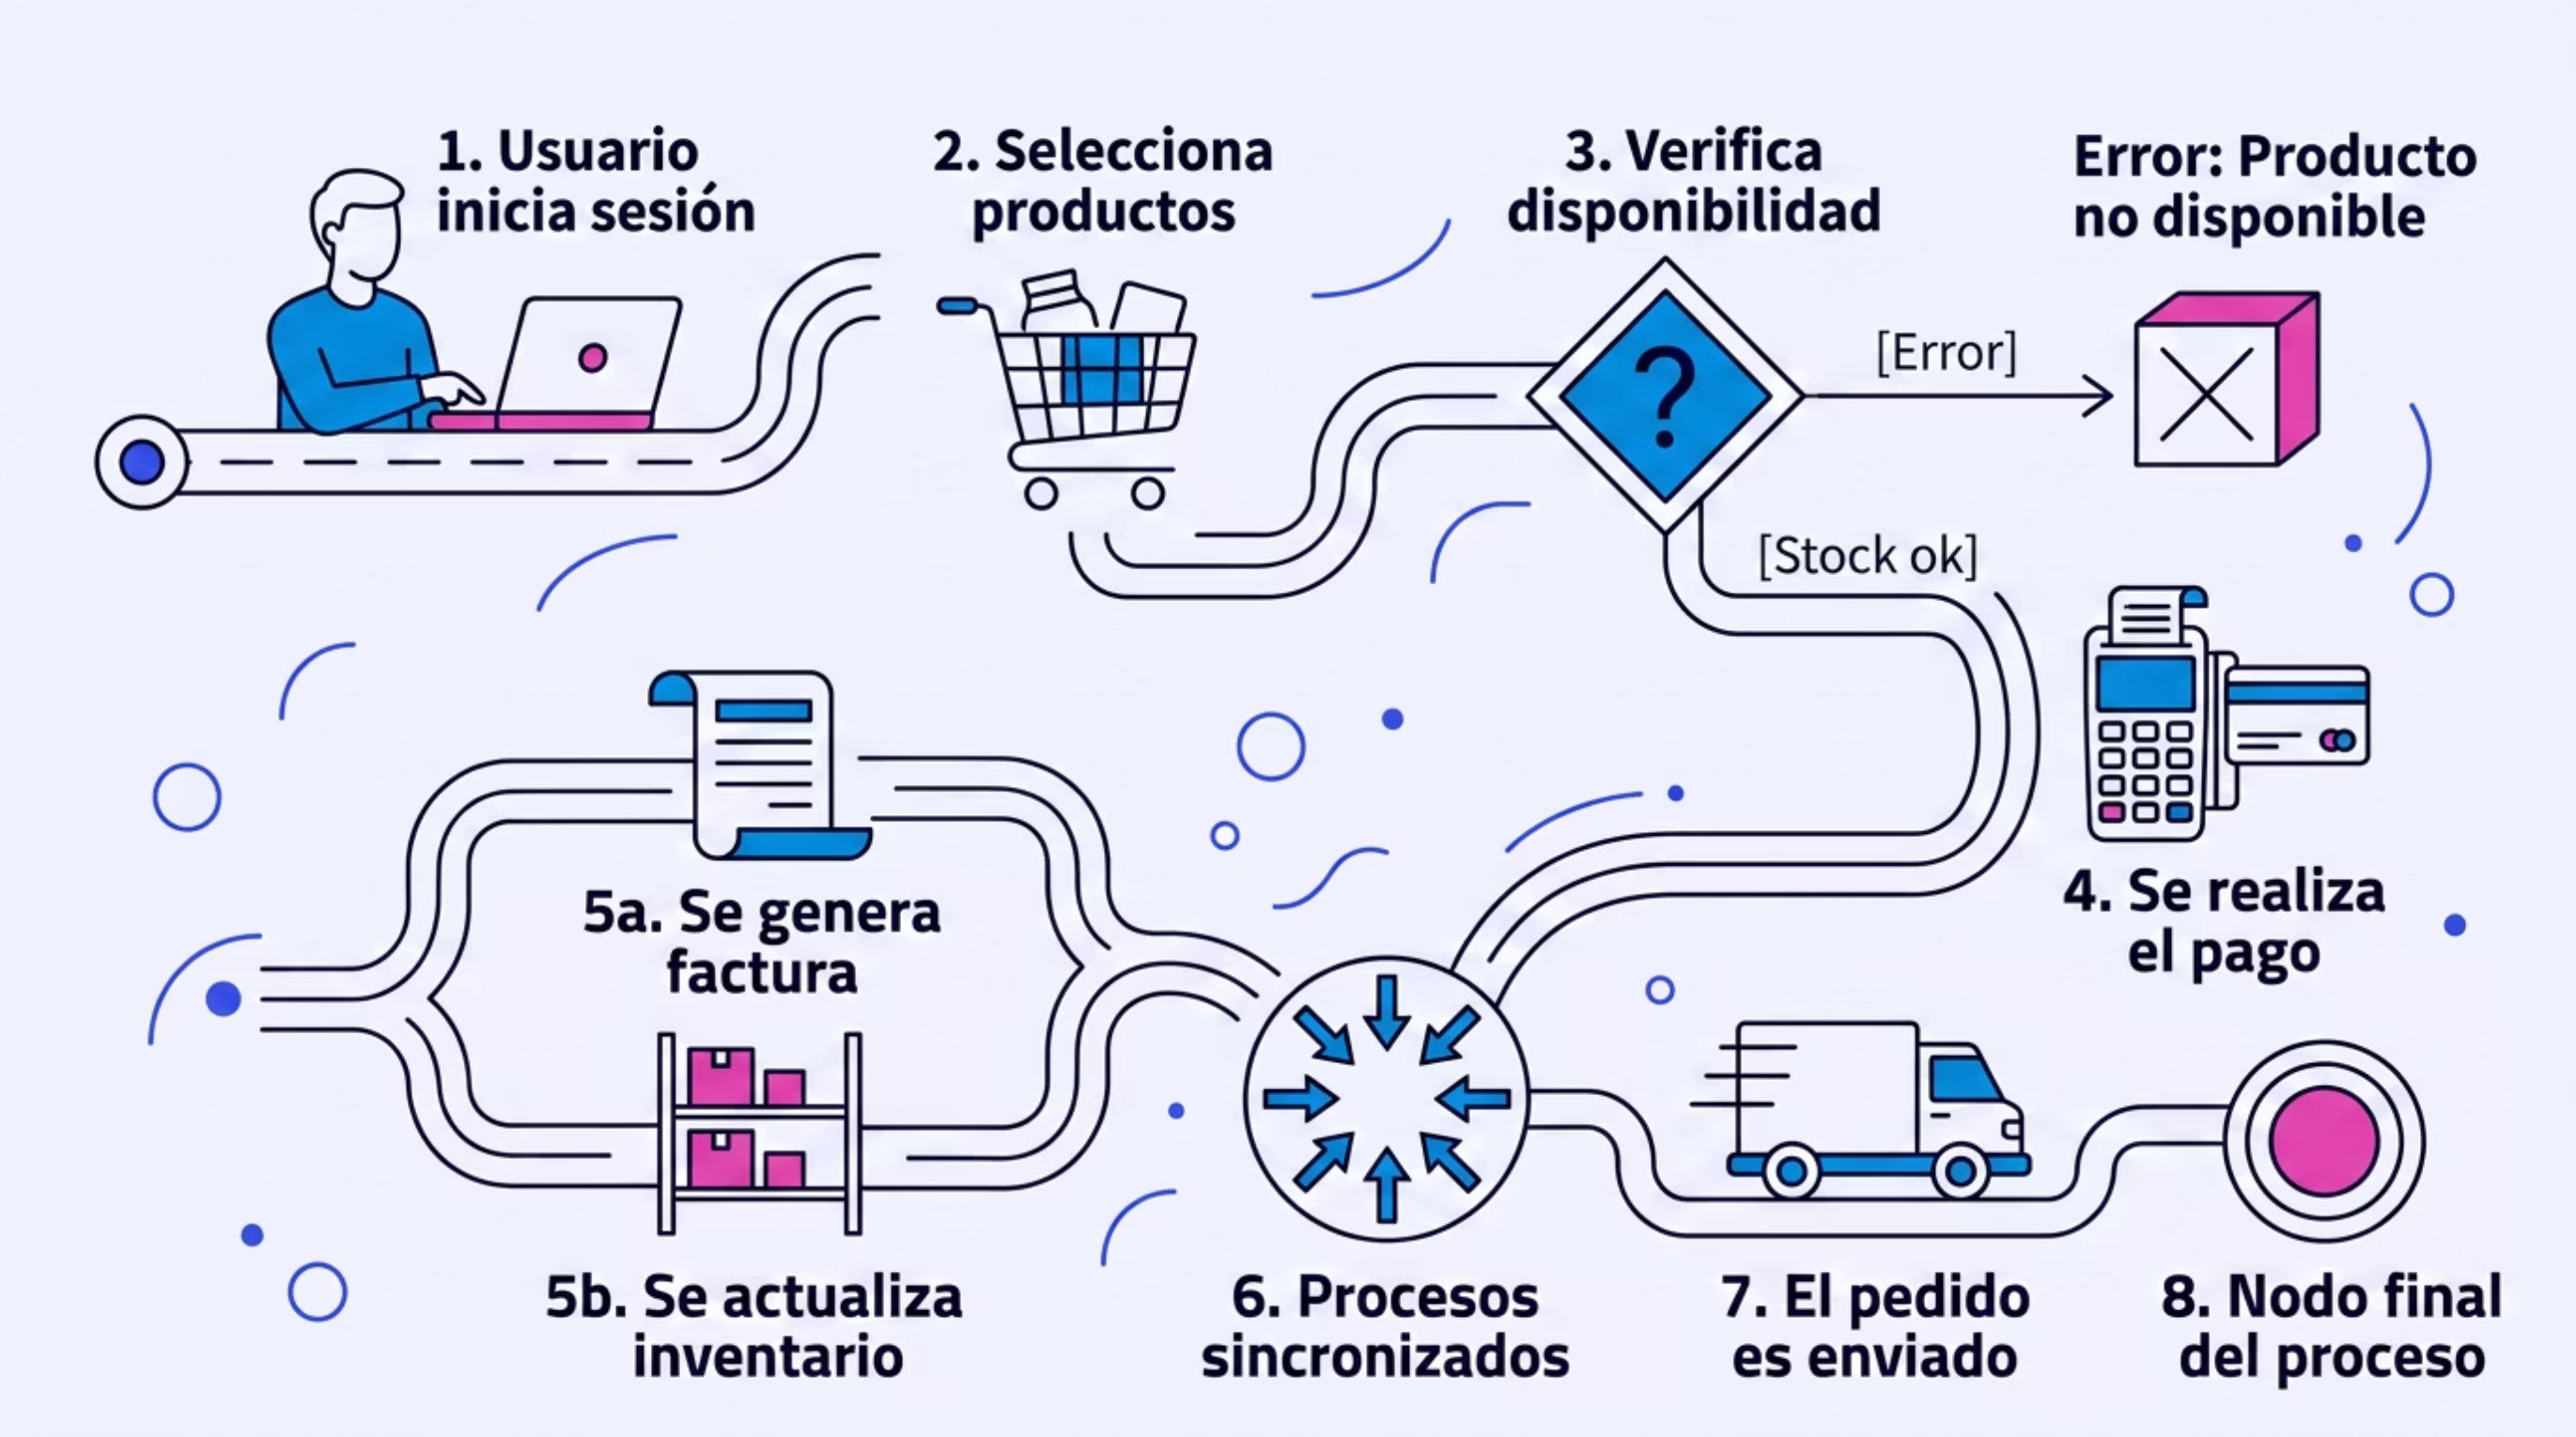 1. Usuario
inicia sesión
2. Selecciona
productos
3. Verifica
disponibilidad
Error: Producto
no disponible
[Error]
[Stock ok]
4. Se realiza
el pago
5a. Se genera
factura
5b. Se actualiza
inventario
6. Procesos
sincronizados
7. El pedido
es enviado
8. Nodo final
del proceso